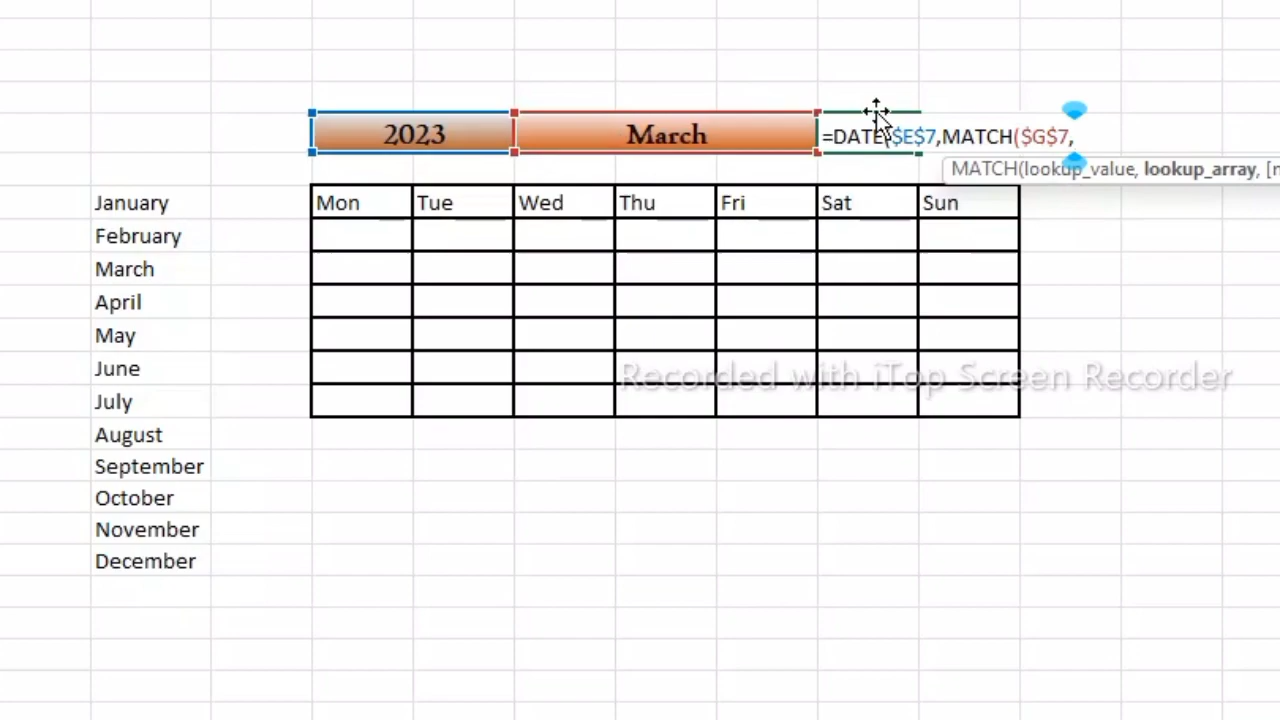 2023 March =DATE($E$7,MATCH($G$7,
MATCH(lookup_value, lookup_array, [n
January Mon Tue Wed Thu Fri Sat Sun
February
March
April
May
June
Recorded with iTop Screen Recorder
July
August
September
October
November
December